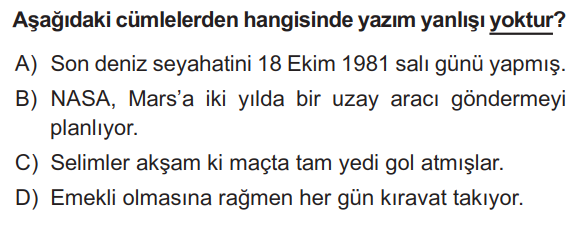 Aşağıdaki cümlelerden hangisinde yazım yanlışı yoktur?
A) Son deniz seyahatini 18 Ekim 1981 salı günü yapmış.
B) NASA, Mars'a iki yılda bir uzay aracı göndermeyi
planlıyor.
C) Selimler akşam ki maçta tam yedi gol atmışlar.
D) Emekli olmasına rağmen her gün kıravat takıyor.